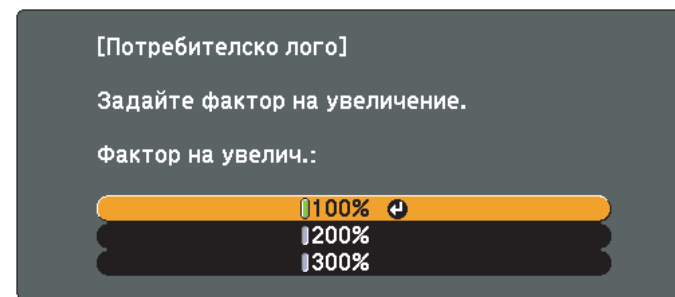 [Потребителско лого]
Задайте фактор на увеличение.
Фактор на увелич.:
100%
200%
300%